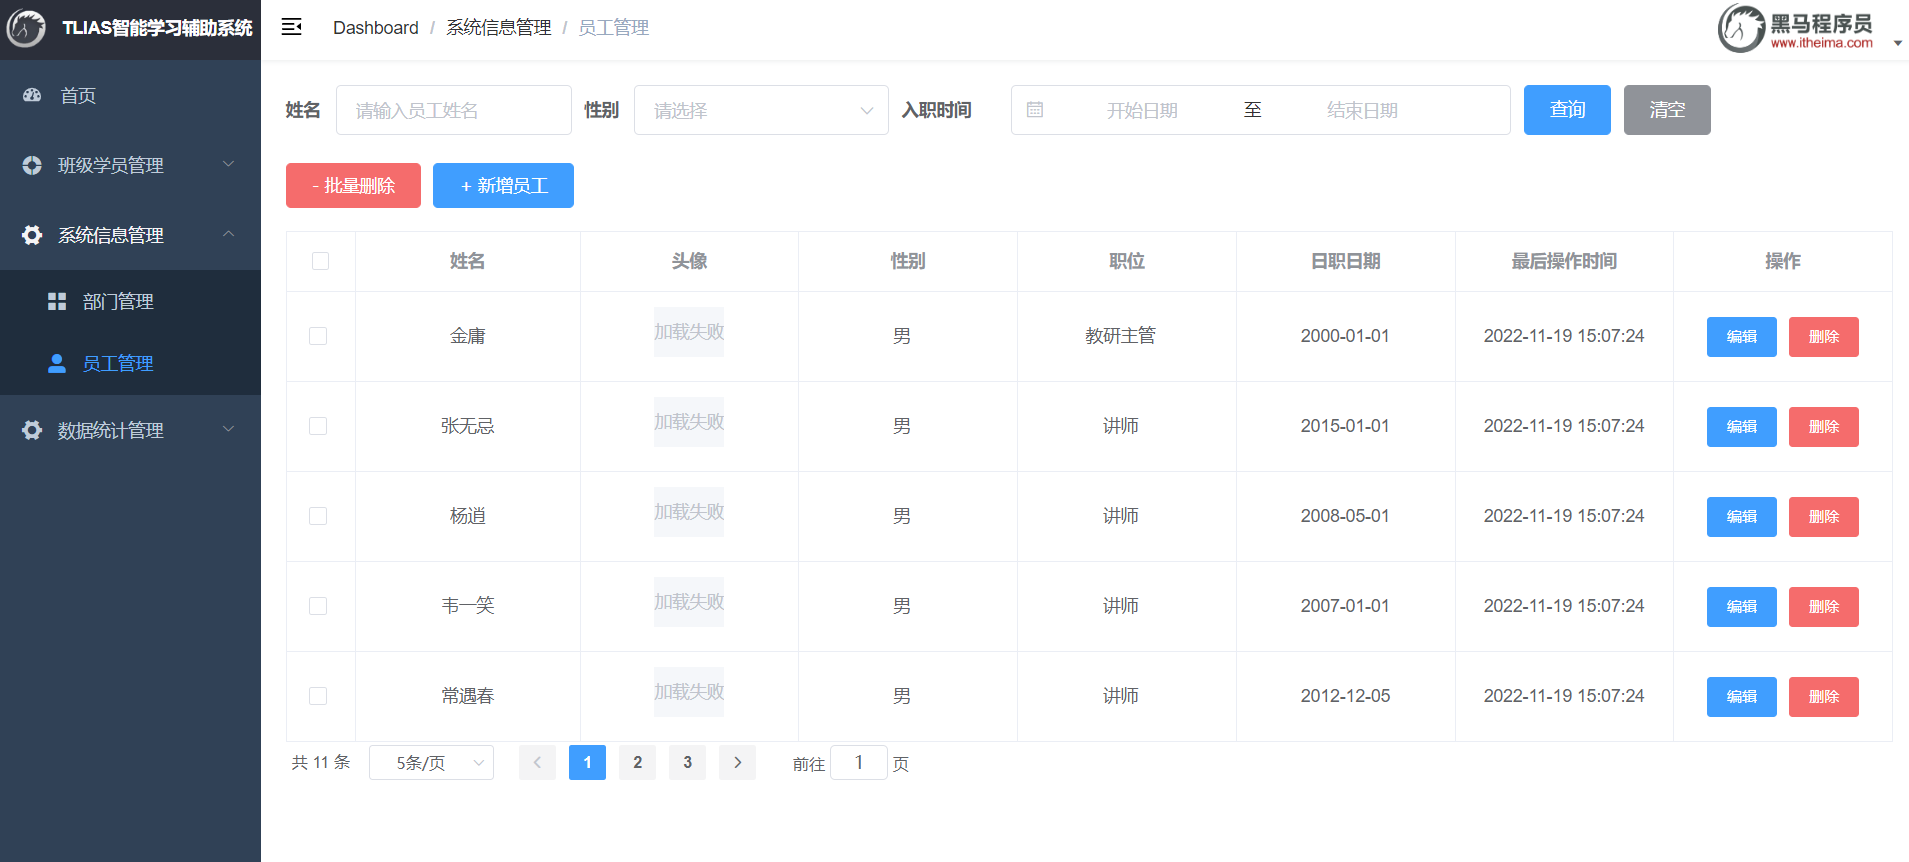 TLIAS智能学习辅助系统
Dashboard / 系统信息管理 / 员工管理
黑马程序员
www.itheima.com
首页
班级学员管理
系统信息管理
部门管理
员工管理
数据统计管理
姓名 请输入员工姓名 性别 请选择 入职时间 开始日期 至 结束日期 查询 清空
- 批量删除 + 新增员工
姓名 头像 性别 职位 日职日期 最后操作时间 操作
金庸 加载失败 男 教研主管 2000-01-01 2022-11-19 15:07:24 编辑 删除
张无忌 加载失败 男 讲师 2015-01-01 2022-11-19 15:07:24 编辑 删除
杨逍 加载失败 男 讲师 2008-05-01 2022-11-19 15:07:24 编辑 删除
韦一笑 加载失败 男 讲师 2007-01-01 2022-11-19 15:07:24 编辑 删除
常遇春 加载失败 男 讲师 2012-12-05 2022-11-19 15:07:24 编辑 删除
共 11 条 5条/页 1 2 3 前往 1 页